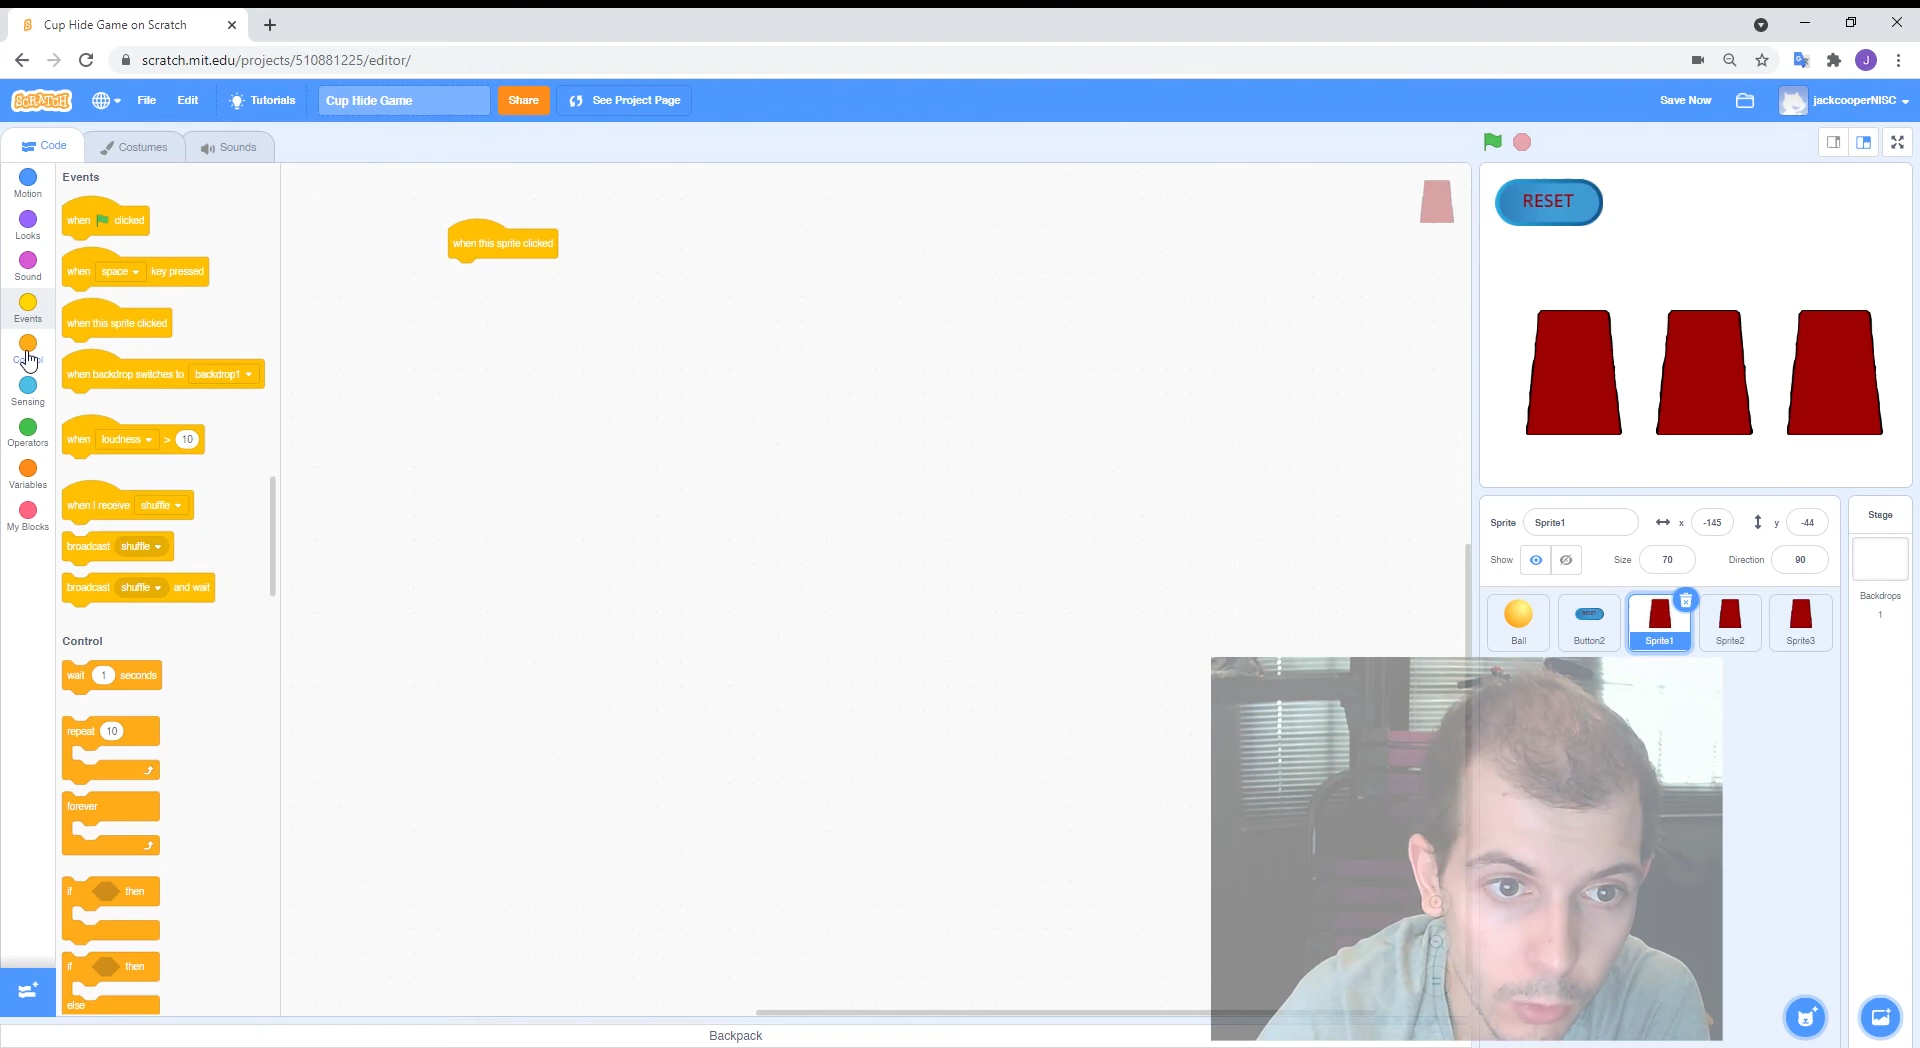 Cup Hide Game on Scratch
scratch.mit.edu/projects/510881225/editor/
J
SCRATCH
File
Edit
Tutorials
Cup Hide Game
Share
See Project Page
Save Now
jackcooperNISC
Code
Costumes
Sounds
Motion
Looks
Sound
Events
Sensing
Operators
Variables
My Blocks
Events
when clicked
when space key pressed
when this sprite clicked
when backdrop switches to backdrop1
when loudness > 10
when I receive shuffle
broadcast shuffle
broadcast shuffle and wait
Control
wait 1 seconds
repeat 10
forever
if then
if then
else
when this sprite clicked
RESET
Sprite Sprite1 x -145 y -44
Show Size 70 Direction 90
Ball
Button2
Sprite1
Sprite2
Sprite3
Stage
Backdrops
1
Backpack